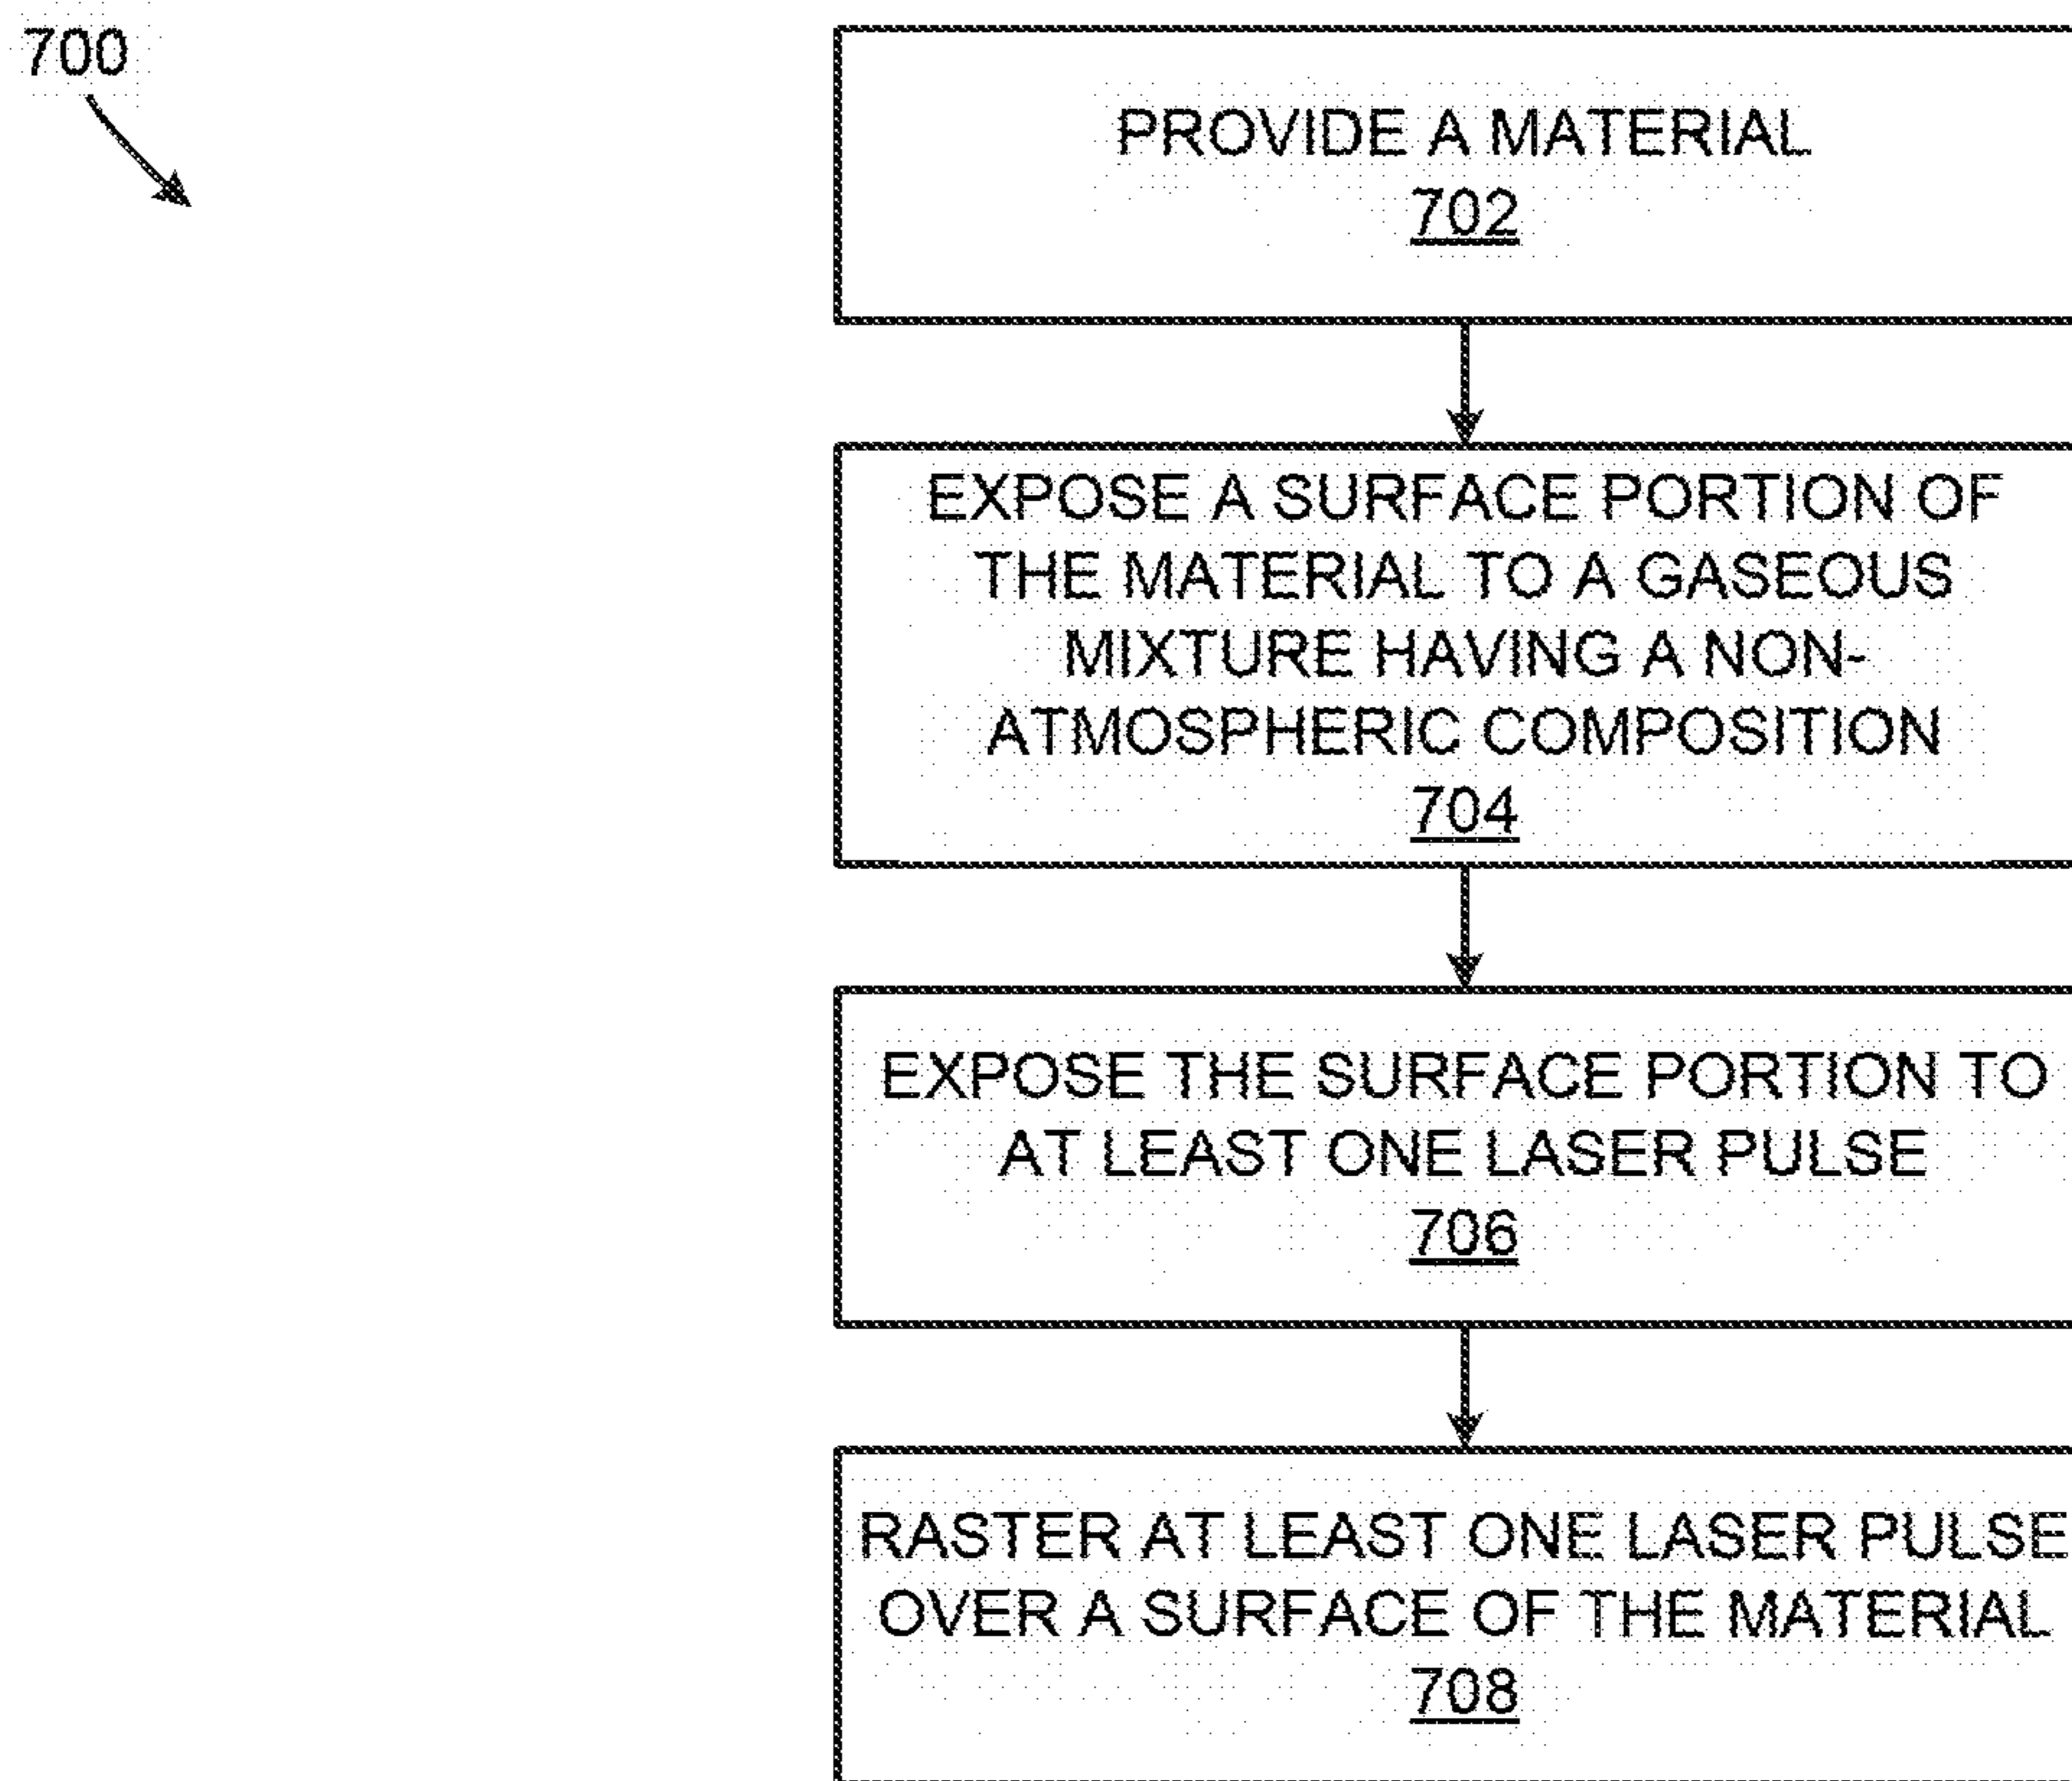 700
PROVIDE A MATERIAL
702
EXPOSE A SURFACE PORTION OF
THE MATERIAL TO A GASEOUS
MIXTURE HAVING A NON-
ATMOSPHERIC COMPOSITION
704
EXPOSE THE SURFACE PORTION TO
AT LEAST ONE LASER PULSE
706
RASTER AT LEAST ONE LASER PULSE
OVER A SURFACE OF THE MATERIAL
708